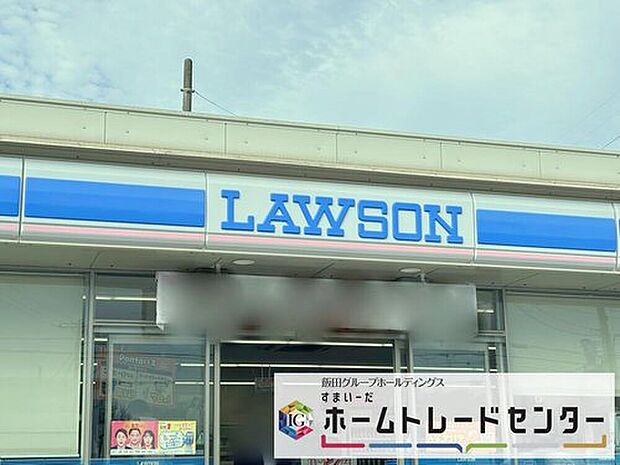 LAWSON
飯田グループホールディングス
すまいーだ
IG
ホームトレードセンター